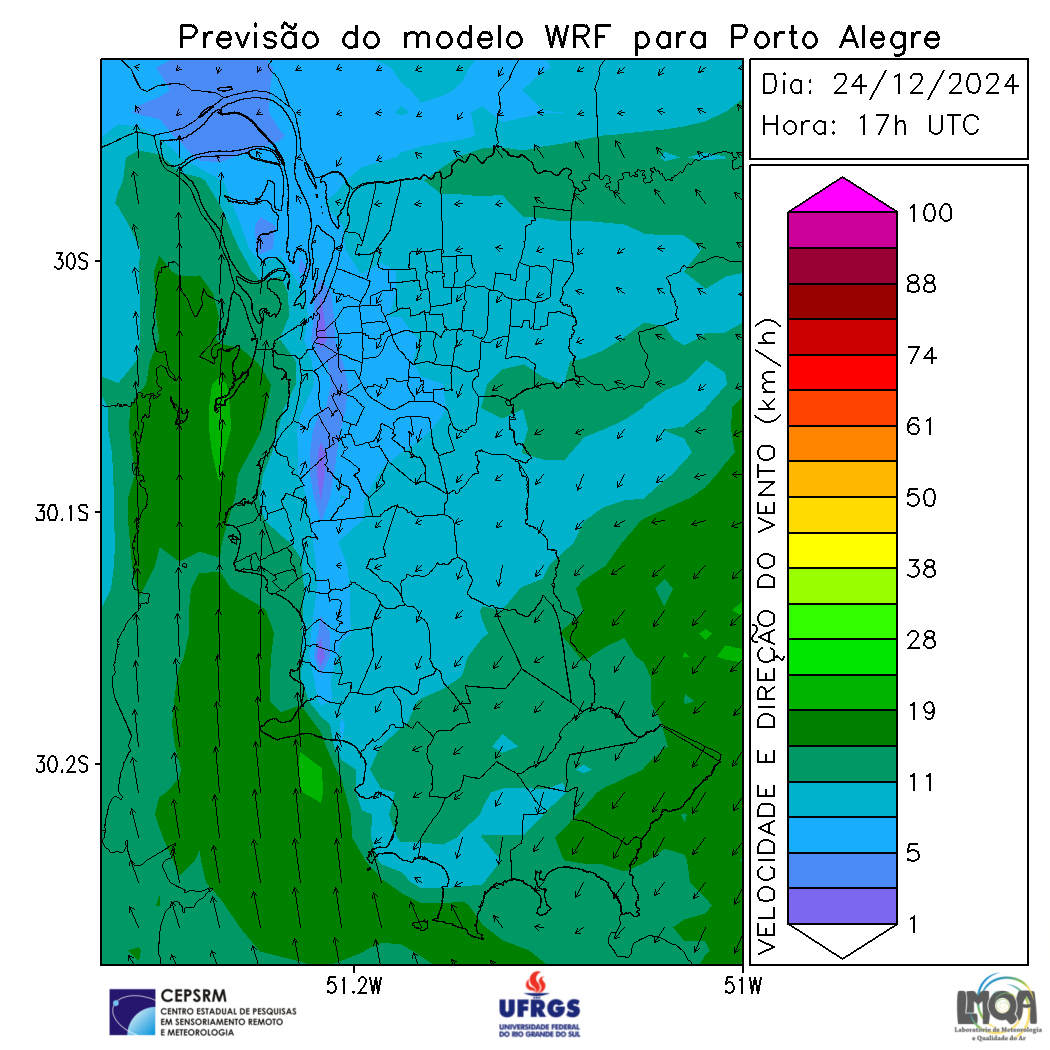 Previsão do modelo WRF para Porto Alegre
Dia: 24/12/2024
Hora: 17h UTC
30S
30.1S
30.2S
51.2W
51W
VELOCIDADE E DIREÇÃO DO VENTO (km/h)
100
88
74
61
50
38
28
19
11
5
1
CEPSRM
CENTRO ESTADUAL DE PESQUISAS
EM SENSORIAMENTO REMOTO
E METEOROLOGIA
UFRGS
UNIVERSIDADE FEDERAL
DO RIO GRANDE DO SUL
LMQA
Laboratório de Meteorologia
e Qualidade do Ar